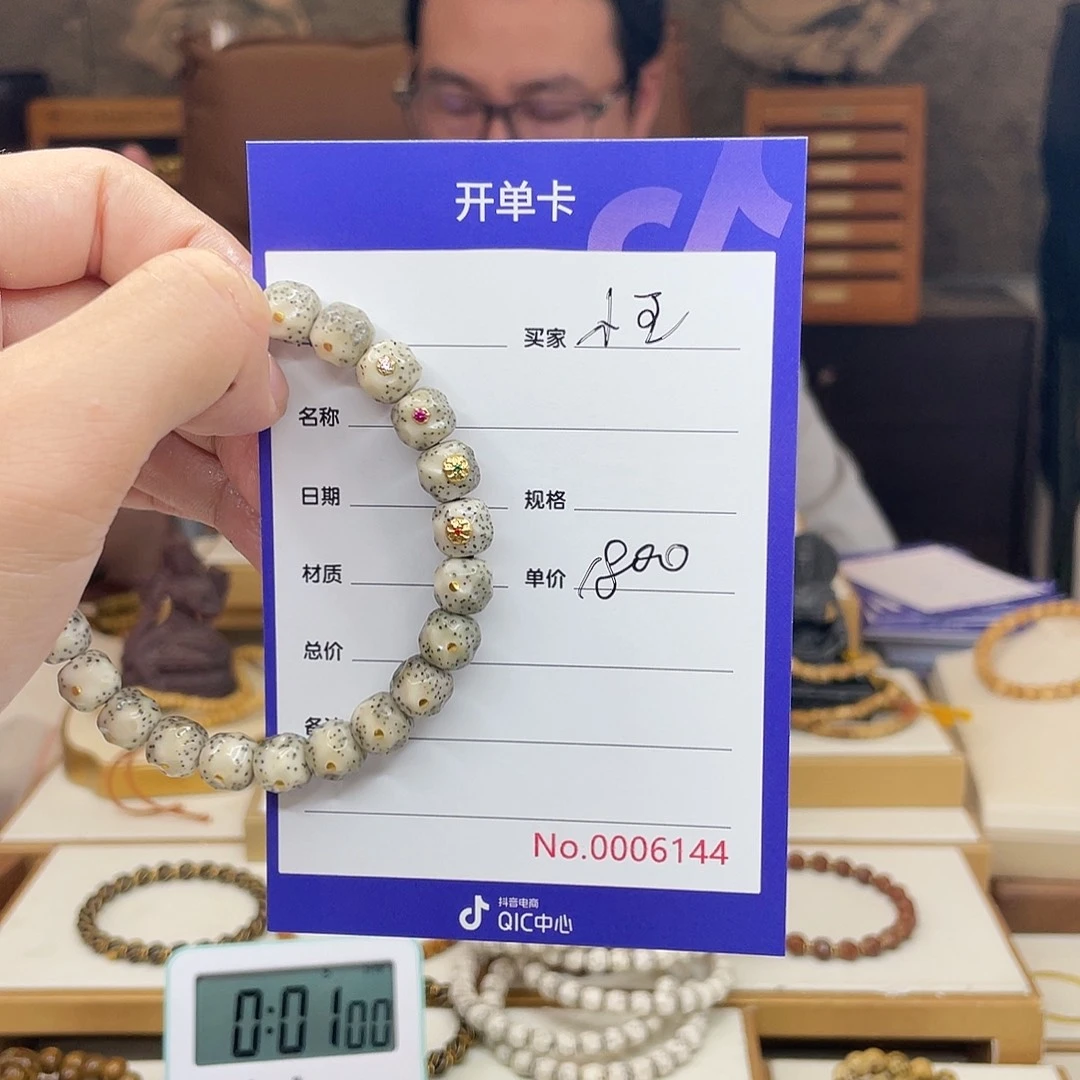 开单卡
买家
名称
日期 规格
材质 单价 1800
总价
No.0006144
抖音电商
QIC中心
0:01 00